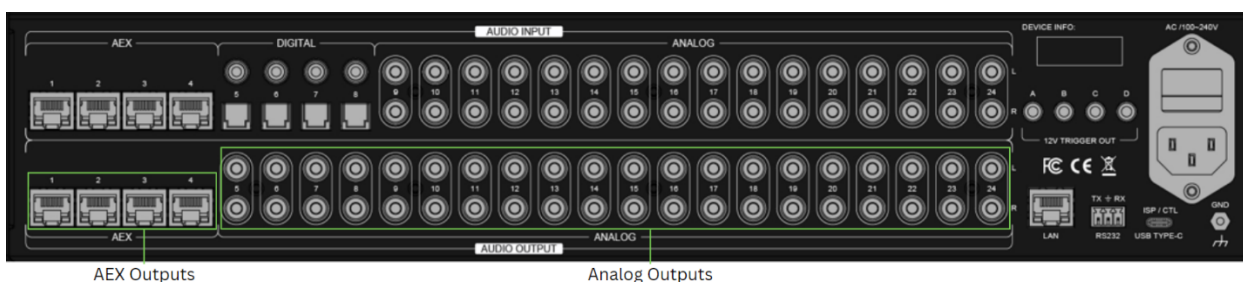 AUDIO INPUT
AEX
DIGITAL
ANALOG
1 2 3 4
5 6 7 8
9 10 11 12 13 14 15 16 17 18 19 20 21 22 23 24
L
R
DEVICE INFO:
AC /100~240V
A B C D
12V TRIGGER OUT
FC CE
1 2 3 4
5 6 7 8 9 10 11 12 13 14 15 16 17 18 19 20 21 22 23 24
L
R
AEX
ANALOG
AUDIO OUTPUT
LAN
TX ⏚ RX
RS232
ISP / CTL
USB TYPE-C
GND
AEX Outputs
Analog Outputs